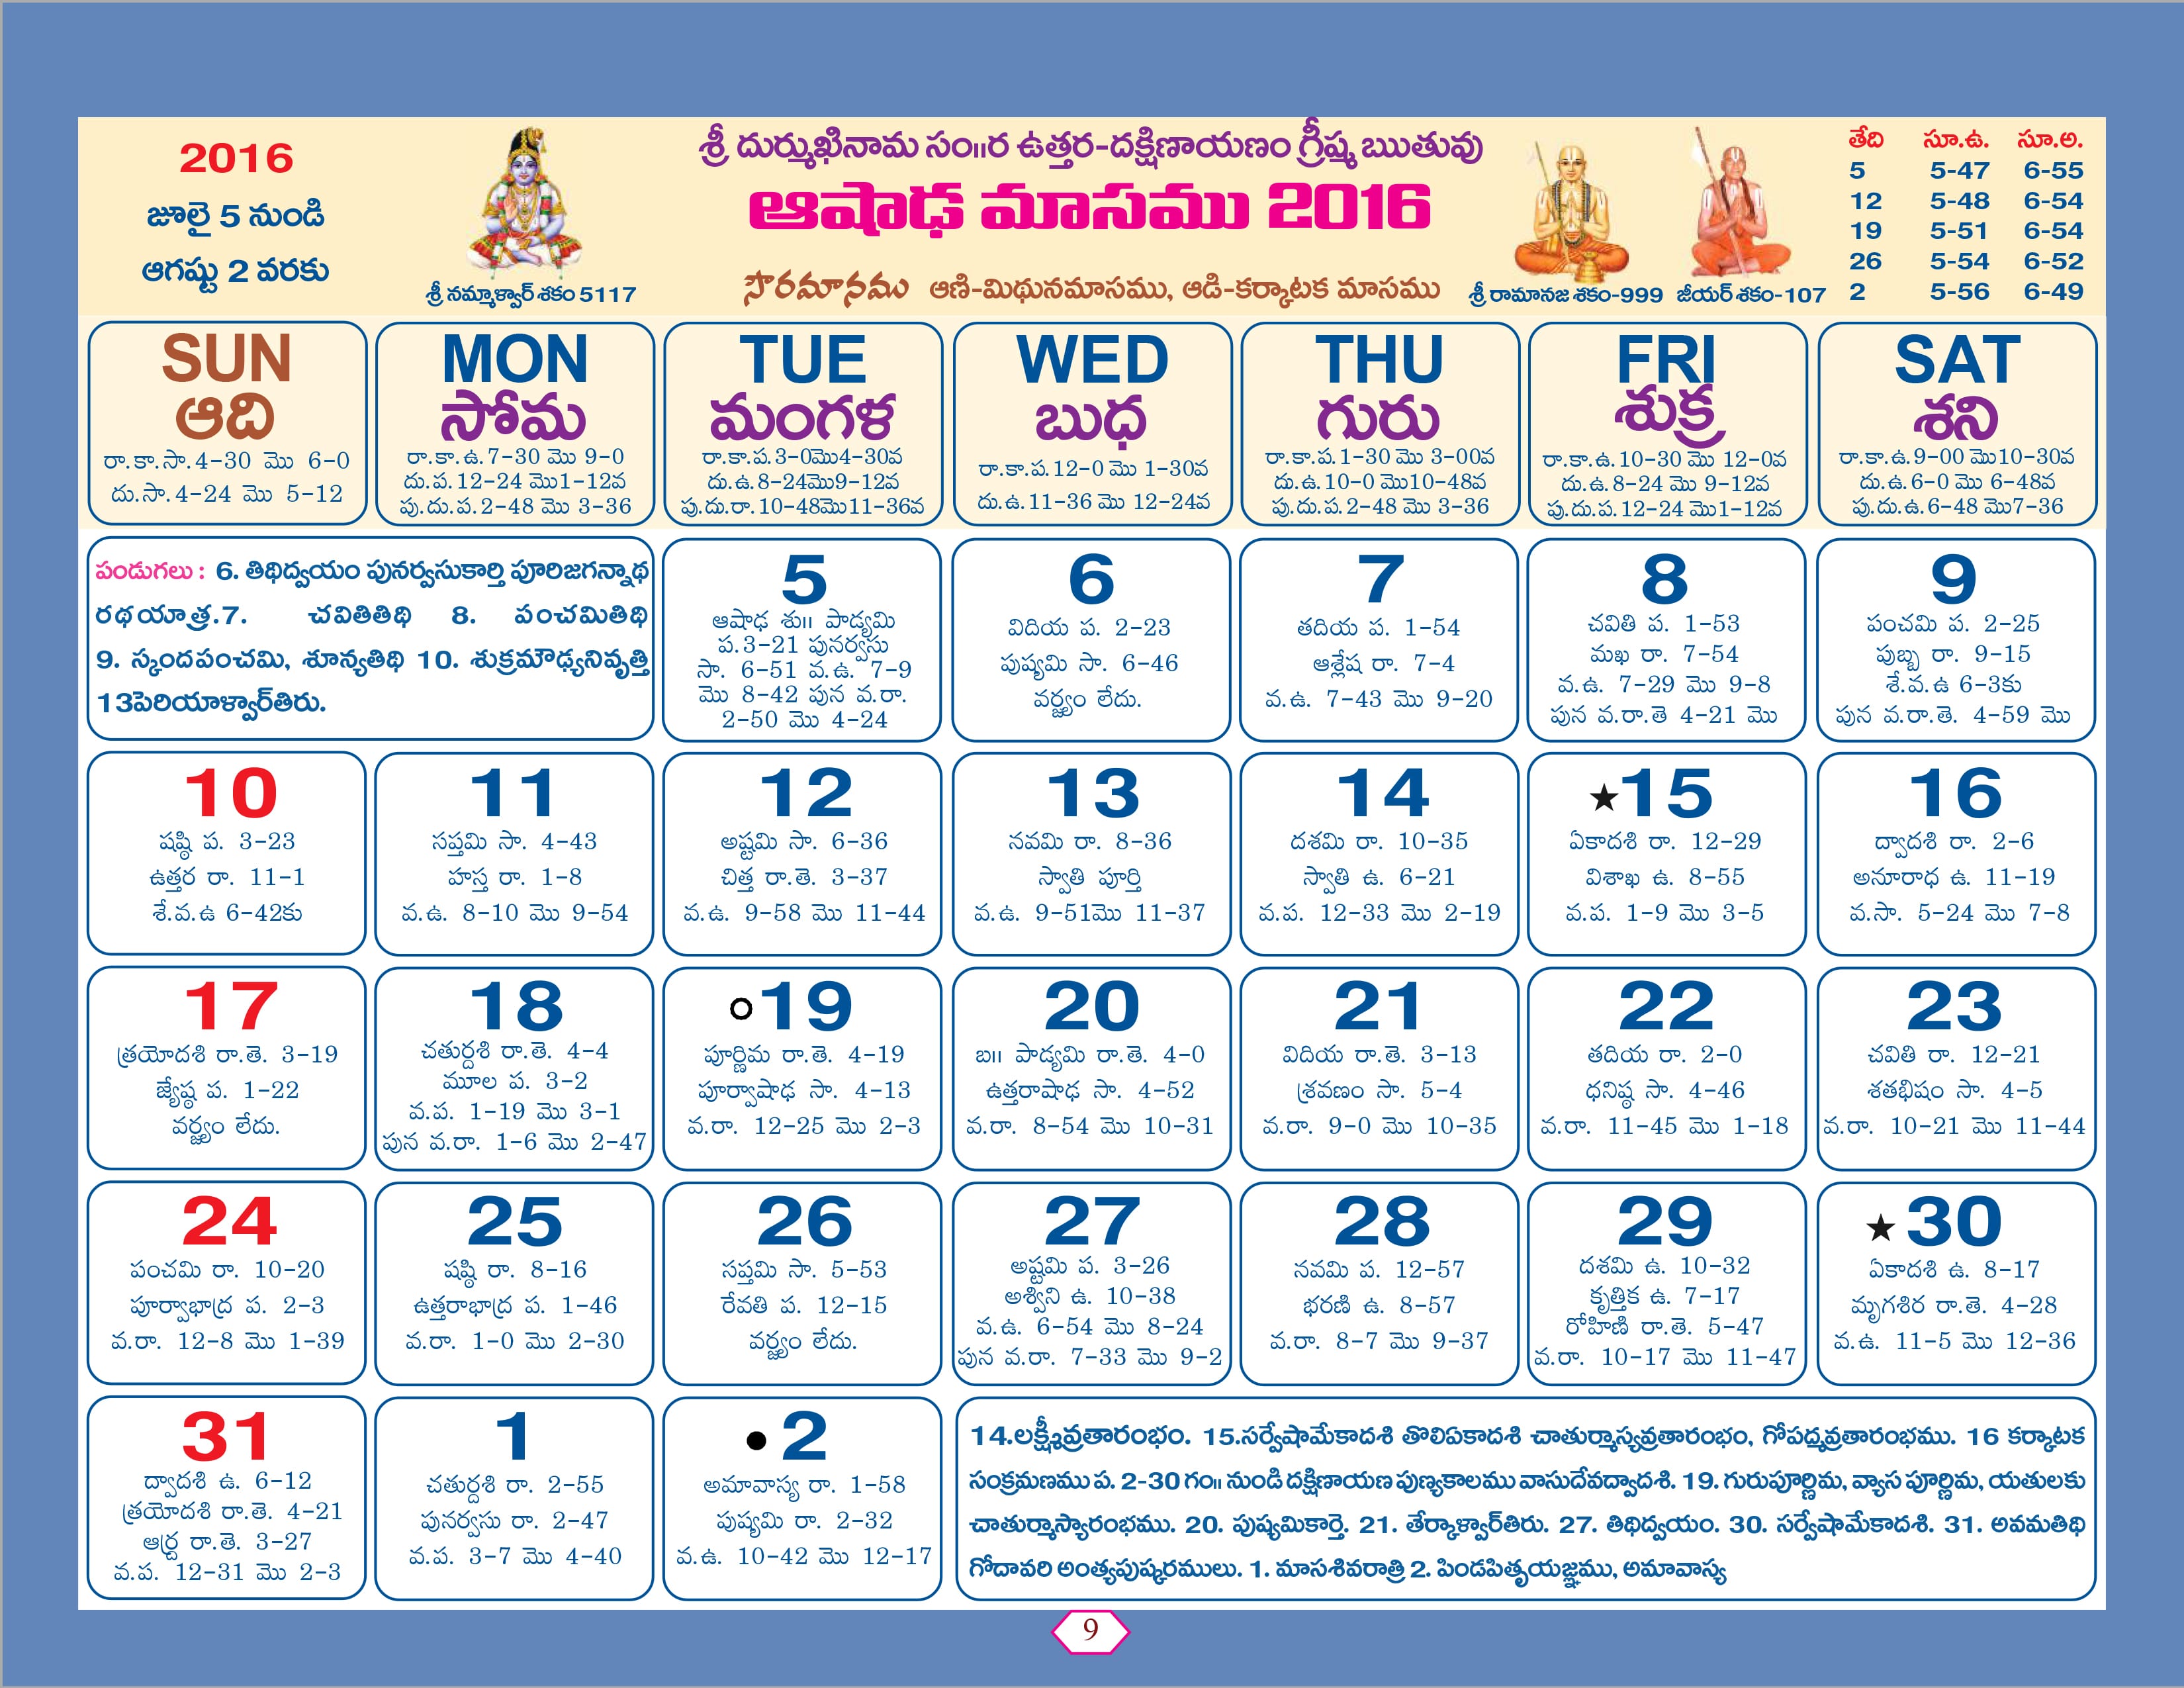 2016
జూలై 5 నుండి
ఆగష్టు 2 వరకు
శ్రీ నమ్మాళ్వార్ శకం 5117
శ్రీ దుర్ముఖినామ సం॥ర ఉత్తర-దక్షిణాయణం గ్రీష్మ ఋతువు
ఆషాఢ మాసము 2016
సౌరమానము ఆణి-మిథునమాసము, ఆడి-కర్కాటక మాసము
శ్రీ రామానజ శకం-999 జీయర్ శకం-107
తేది సూ.ఉ. సూ.అ.
5 5-47 6-55
12 5-48 6-54
19 5-51 6-54
26 5-54 6-52
2 5-56 6-49
SUN
ఆది
రా.కా.సా.4-30 మొ 6-0
దు.సా.4-24 మొ 5-12
MON
సోమ
రా.కా.ఉ.7-30 మొ 9-0
దు.ప.12-24 మొ1-12వ
పు.దు.ప.2-48 మొ 3-36
TUE
మంగళ
రా.కా.ప.3-0మొ4-30వ
దు.ఉ.8-24మొ9-12వ
పు.దు.రా.10-48మొ11-36వ
WED
బుధ
రా.కా.ప.12-0 మొ 1-30వ
దు.ఉ.11-36 మొ 12-24వ
THU
గురు
రా.కా.ప.1-30 మొ 3-00వ
దు.ఉ.10-0 మొ10-48వ
పు.దు.ప.2-48 మొ 3-36
FRI
శుక్ర
రా.కా.ఉ.10-30 మొ 12-0వ
దు.ఉ.8-24 మొ 9-12వ
పు.దు.ప.12-24 మొ1-12వ
SAT
శని
రా.కా.ఉ.9-00 మొ10-30వ
దు.ఉ.6-0 మొ 6-48వ
పు.దు.ఉ.6-48 మొ7-36
పండుగలు : 6. తిథిద్వయం పునర్వసుకార్తి పూరిజగన్నాథ
రథయాత్ర.7. చవితితిథి 8. పంచమితిథి
9. స్కందపంచమి, శూన్యతిథి 10. శుక్రమౌఢ్యనివృత్తి
13పెరియాళ్వార్‌తిరు.
5
ఆషాఢ శు॥ పాడ్యమి
ప.3-21 పునర్వసు
సా. 6-51 వ.ఉ. 7-9
మొ 8-42 పున వ.రా.
2-50 మొ 4-24
6
విదియ ప. 2-23
పుష్యమి సా. 6-46
వర్జ్యం లేదు.
7
తదియ ప. 1-54
ఆశ్లేష రా. 7-4
వ.ఉ. 7-43 మొ 9-20
8
చవితి ప. 1-53
మఖ రా. 7-54
వ.ఉ. 7-29 మొ 9-8
పున వ.రా.తె 4-21 మొ
9
పంచమి ప. 2-25
పుబ్బ రా. 9-15
శే.వ.ఉ 6-3కు
పున వ.రా.తె. 4-59 మొ
10
షష్ఠి ప. 3-23
ఉత్తర రా. 11-1
శే.వ.ఉ 6-42కు
11
సప్తమి సా. 4-43
హస్త రా. 1-8
వ.ఉ. 8-10 మొ 9-54
12
అష్టమి సా. 6-36
చిత్త రా.తె. 3-37
వ.ఉ. 9-58 మొ 11-44
13
నవమి రా. 8-36
స్వాతి పూర్తి
వ.ఉ. 9-51మొ 11-37
14
దశమి రా. 10-35
స్వాతి ఉ. 6-21
వ.ప. 12-33 మొ 2-19
★15
ఏకాదశి రా. 12-29
విశాఖ ఉ. 8-55
వ.ప. 1-9 మొ 3-5
16
ద్వాదశి రా. 2-6
అనూరాధ ఉ. 11-19
వ.సా. 5-24 మొ 7-8
17
త్రయోదశి రా.తె. 3-19
జ్యేష్ఠ ప. 1-22
వర్జ్యం లేదు.
18
చతుర్దశి రా.తె. 4-4
మూల ప. 3-2
వ.ప. 1-19 మొ 3-1
పున వ.రా. 1-6 మొ 2-47
19
పూర్ణిమ రా.తె. 4-19
పూర్వాషాఢ సా. 4-13
వ.రా. 12-25 మొ 2-3
20
బ॥ పాడ్యమి రా.తె. 4-0
ఉత్తరాషాఢ సా. 4-52
వ.రా. 8-54 మొ 10-31
21
విదియ రా.తె. 3-13
శ్రవణం సా. 5-4
వ.రా. 9-0 మొ 10-35
22
తదియ రా. 2-0
ధనిష్ఠ సా. 4-46
వ.రా. 11-45 మొ 1-18
23
చవితి రా. 12-21
శతభిషం సా. 4-5
వ.రా. 10-21 మొ 11-44
24
పంచమి రా. 10-20
పూర్వాభాద్ర ప. 2-3
వ.రా. 12-8 మొ 1-39
25
షష్ఠి రా. 8-16
ఉత్తరాభాద్ర ప. 1-46
వ.రా. 1-0 మొ 2-30
26
సప్తమి సా. 5-53
రేవతి ప. 12-15
వర్జ్యం లేదు.
27
అష్టమి ప. 3-26
అశ్విని ఉ. 10-38
వ.ఉ. 6-54 మొ 8-24
పున వ.రా. 7-33 మొ 9-2
28
నవమి ప. 12-57
భరణి ఉ. 8-57
వ.రా. 8-7 మొ 9-37
29
దశమి ఉ. 10-32
కృత్తిక ఉ. 7-17
రోహిణి రా.తె. 5-47
వ.రా. 10-17 మొ 11-47
★30
ఏకాదశి ఉ. 8-17
మృగశిర రా.తె. 4-28
వ.ఉ. 11-5 మొ 12-36
31
ద్వాదశి ఉ. 6-12
త్రయోదశి రా.తె. 4-21
ఆర్ద్ర రా.తె. 3-27
వ.ప. 12-31 మొ 2-3
1
చతుర్దశి రా. 2-55
పునర్వసు రా. 2-47
వ.ప. 3-7 మొ 4-40
2
అమావాస్య రా. 1-58
పుష్యమి రా. 2-32
వ.ఉ. 10-42 మొ 12-17
14.లక్ష్మీవ్రతారంభం. 15.సర్వేషామేకాదశి తొలిఏకాదశి చాతుర్మాస్యవ్రతారంభం, గోపద్మవ్రతారంభము. 16 కర్కాటక
సంక్రమణము ప. 2-30 గం॥ నుండి దక్షిణాయణ పుణ్యకాలము వాసుదేవద్వాదశి. 19. గురుపూర్ణిమ, వ్యాస పూర్ణిమ, యతులకు
చాతుర్మాస్యారంభము. 20. పుష్యమికార్తె. 21. తేర్కాళ్వార్‌తిరు. 27. తిథిద్వయం. 30. సర్వేషామేకాదశి. 31. అవమతిథి
గోదావరి అంత్యపుష్కరములు. 1. మాసశివరాత్రి 2. పిండపితృయజ్ఞము, అమావాస్య
9